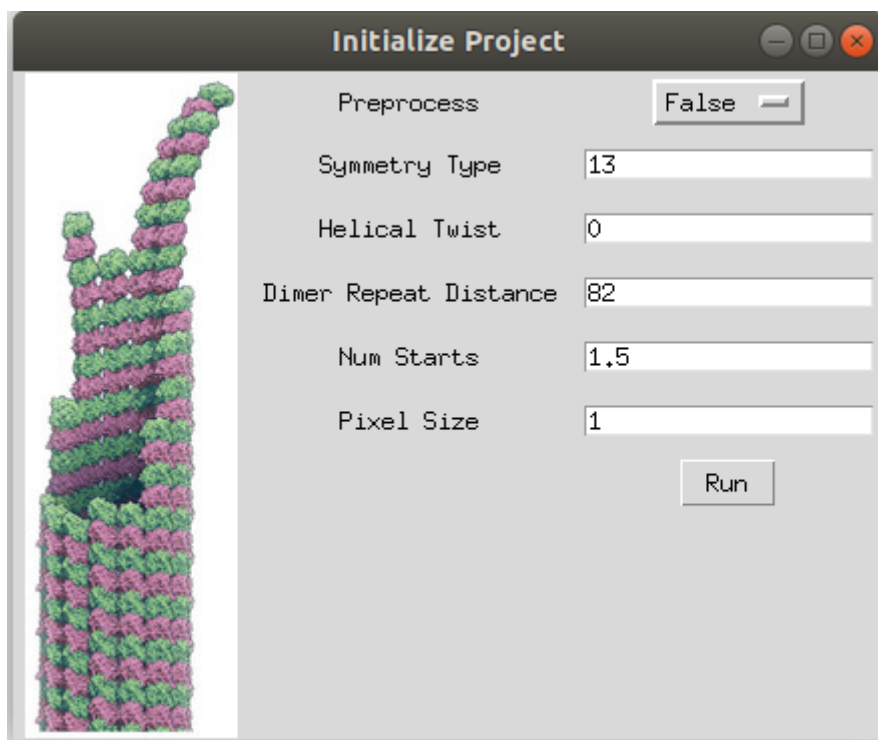 Initialize Project
Preprocess False
Symmetry Type 13
Helical Twist 0
Dimer Repeat Distance 82
Num Starts 1.5
Pixel Size 1
Run